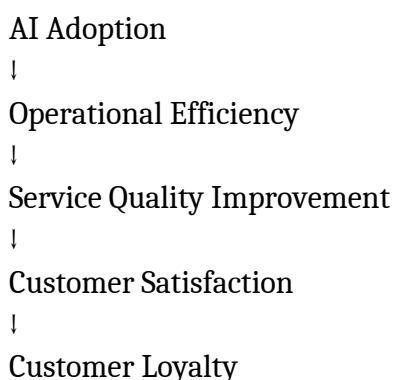 AI Adoption
↓
Operational Efficiency
↓
Service Quality Improvement
↓
Customer Satisfaction
↓
Customer Loyalty